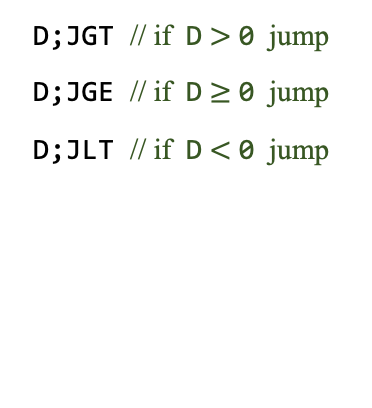 D;JGT // if D > 0 jump
D;JGE // if D ≥ 0 jump
D;JLT // if D < 0 jump